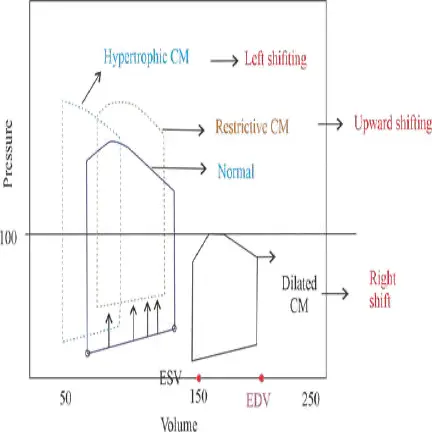 Hypertrophic CM
Left shifiting
Restrictive CM
Upward shifting
Normal
Pressure
100
Dilated
CM
Right
shift
ESV
50
150
EDV
250
Volume